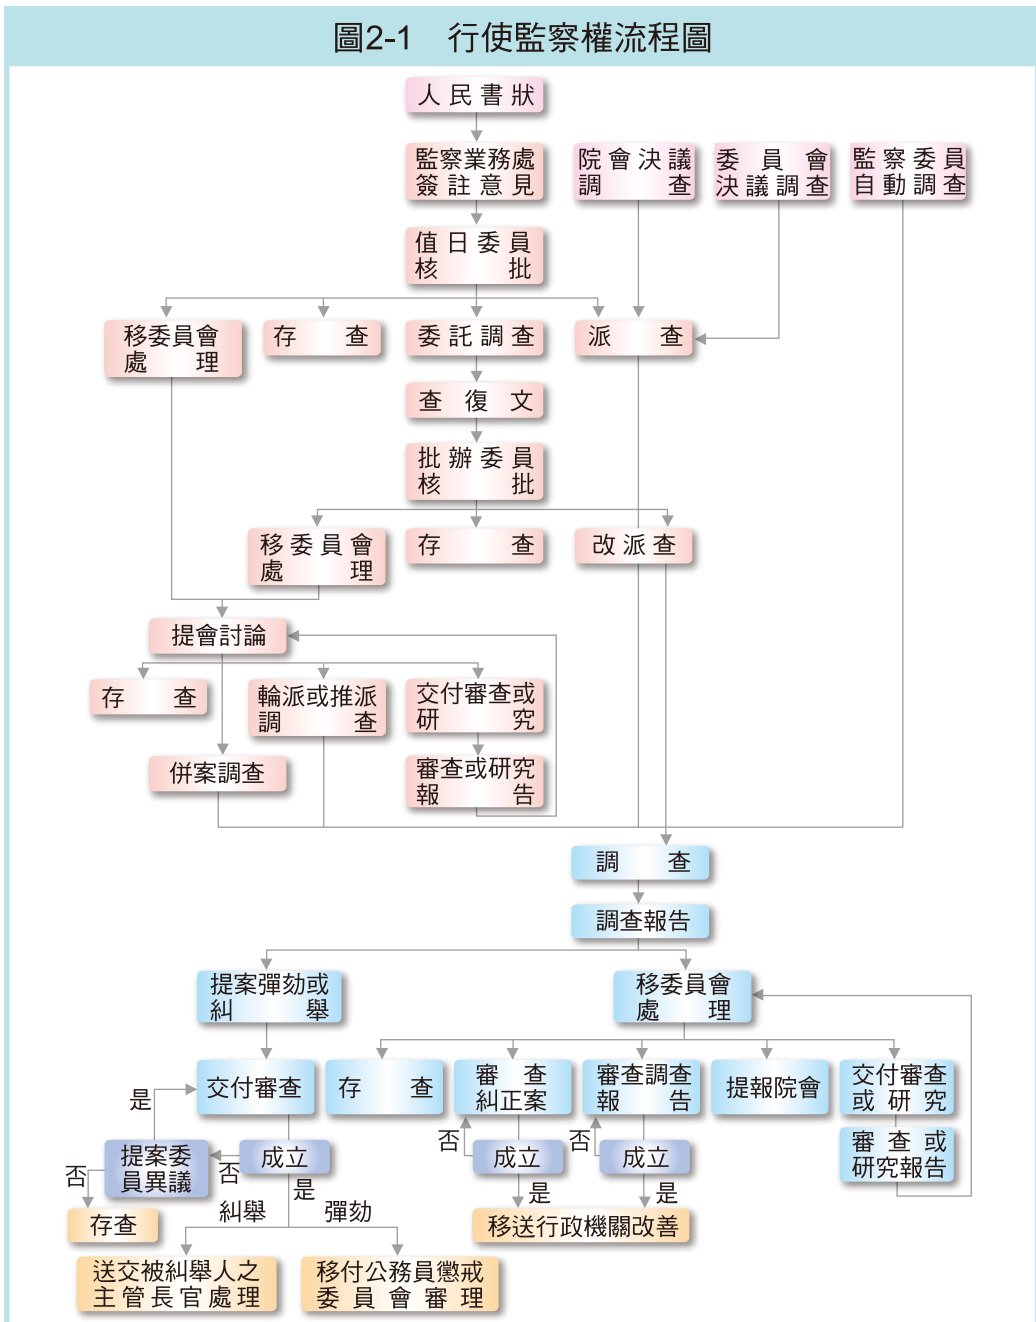 圖2-1 行使監察權流程圖
人民書狀
監察業務處
簽註意見
院會決議
調查
委員會
決議調查
監察委員
自動調查
值日委員
核批
移委員會
處理
存查
委託調查
派查
查復文
批辦委員
核批
移委員會
處理
存查
改派查
提會討論
存查
輪派或推派
調查
交付審查或
研究
併案調查
審查或研究
報告
調查
調查報告
提案彈劾或
糾舉
移委員會
處理
交付審查
存查
審查
糾正案
審查調查
報告
提報院會
交付審查
或研究
是
否
否
提案委
員異議
否
成立
成立
成立
審查或
研究報告
否
是
是
是
存查
糾舉
彈劾
移送行政機關改善
送交被糾舉人之
主管長官處理
移付公務員懲戒
委員會審理